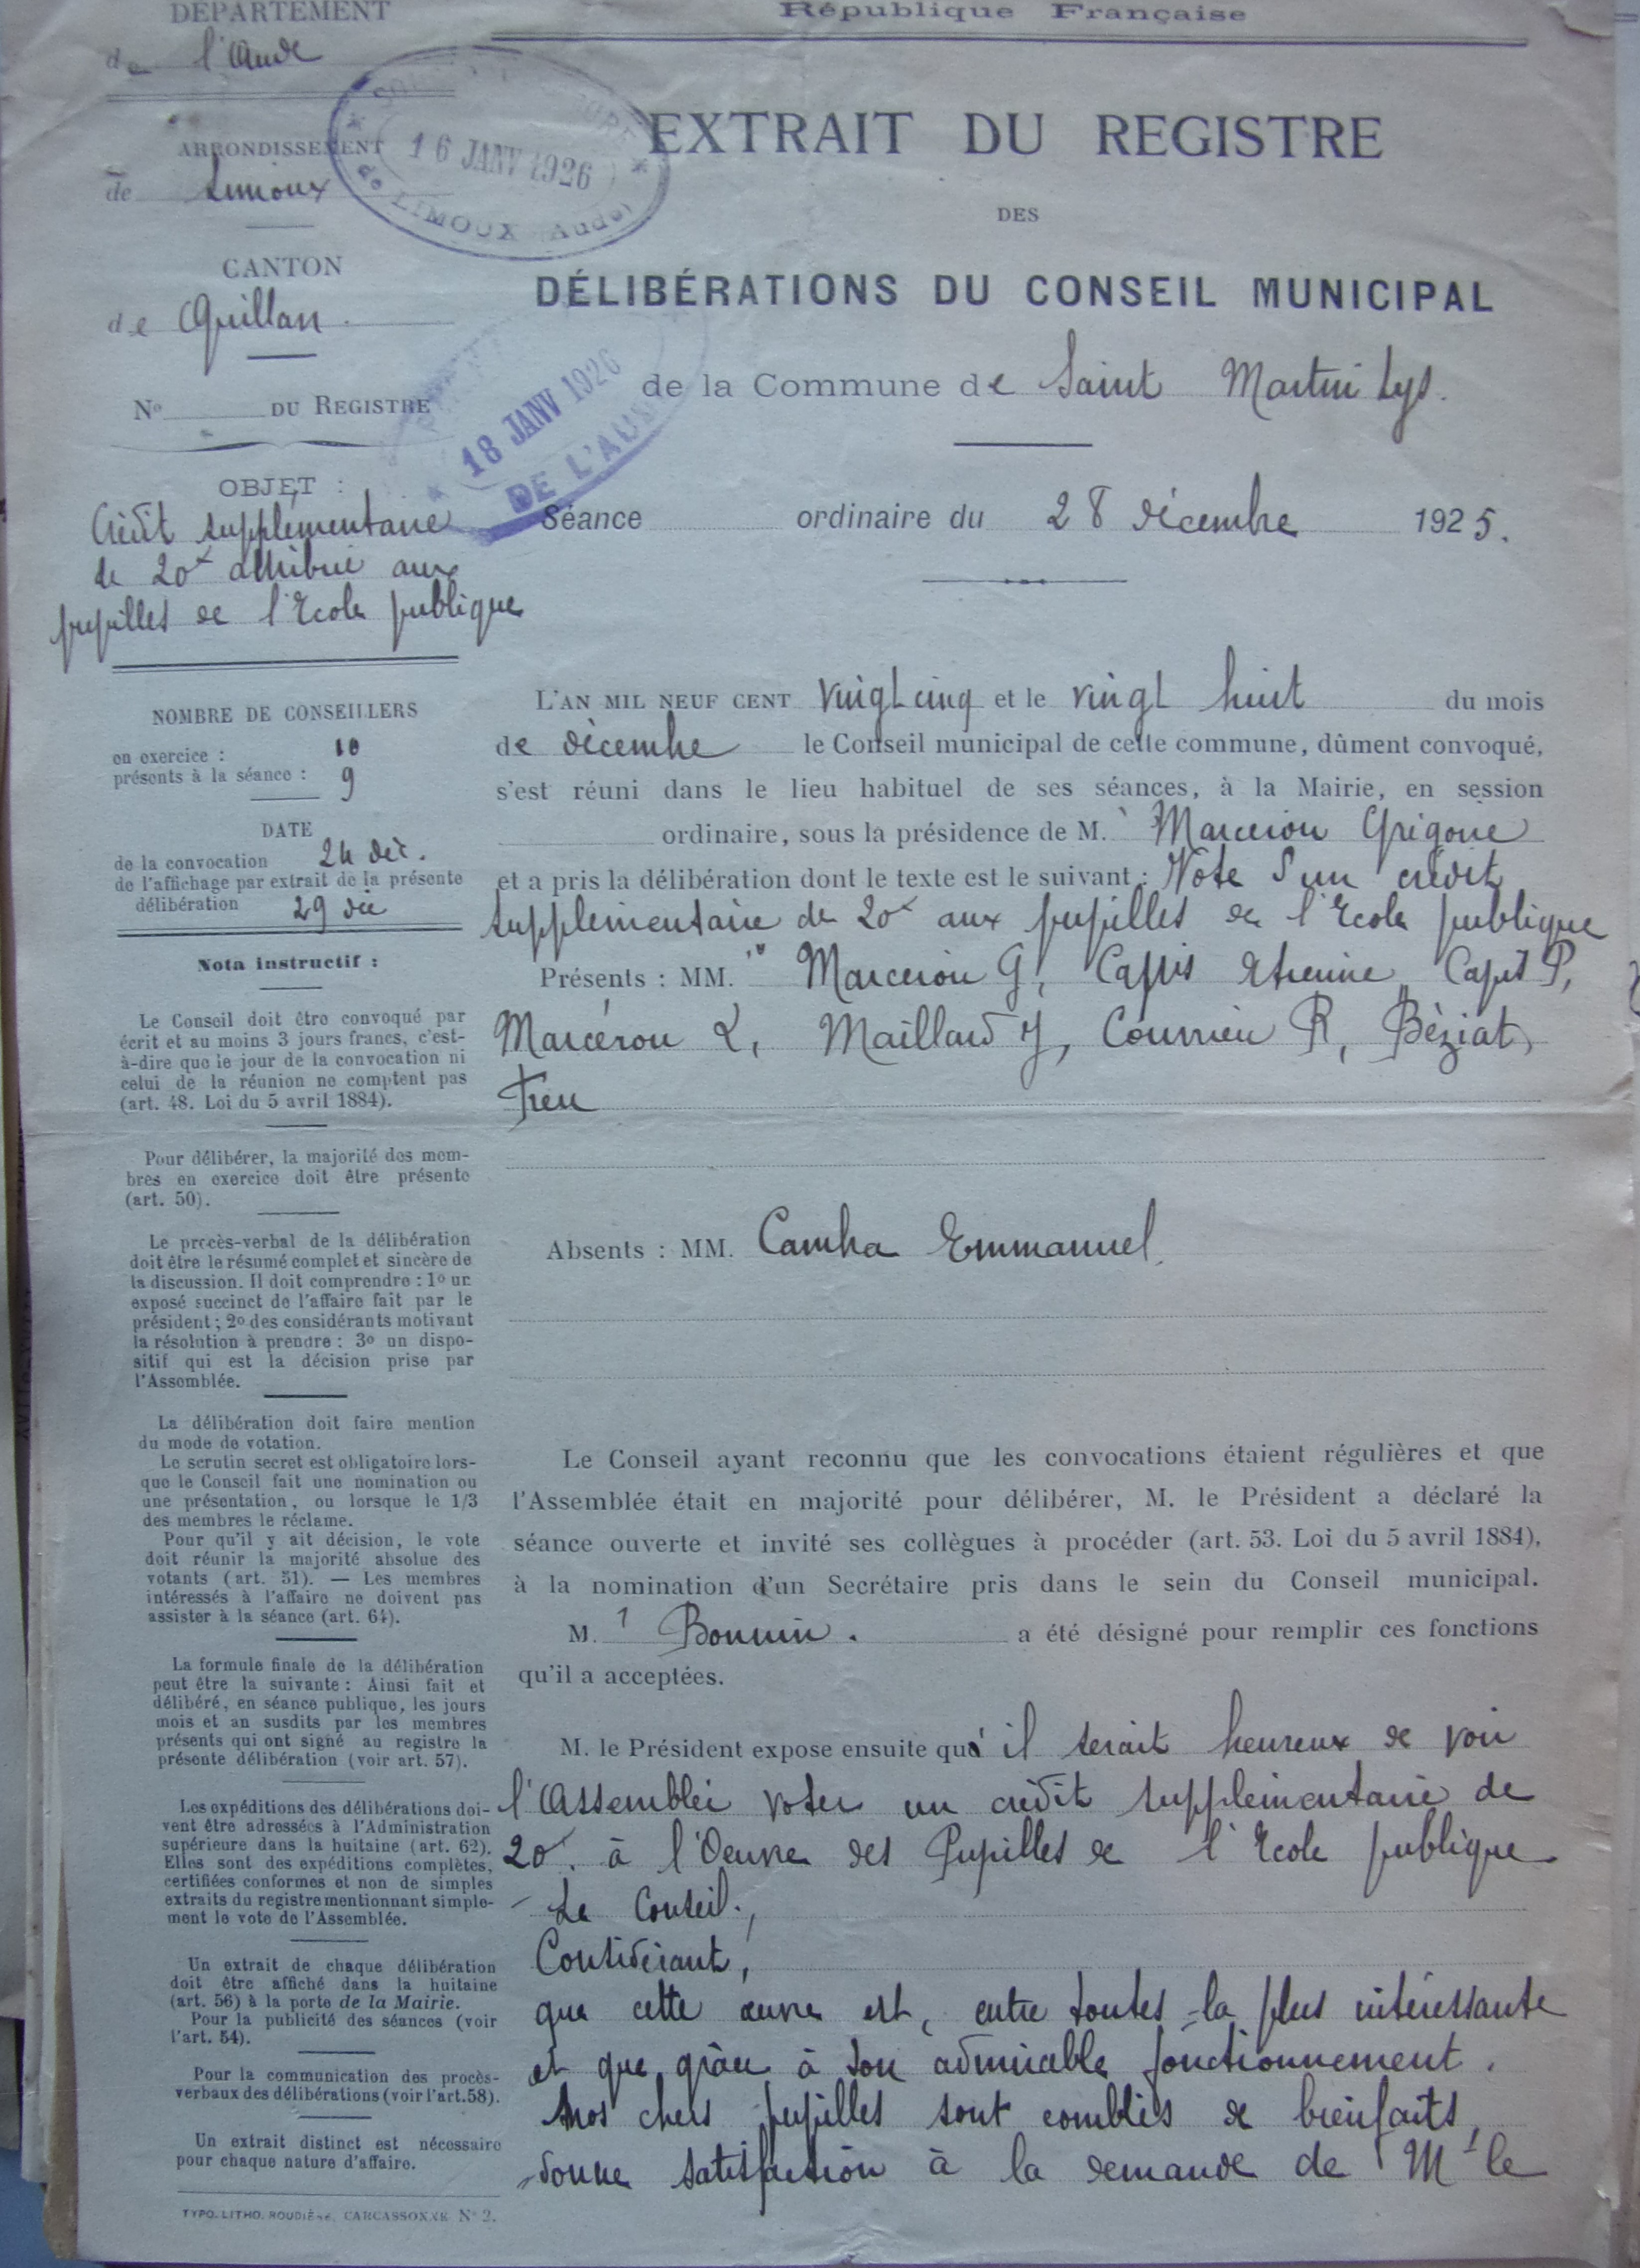 DÉPARTEMENT
de l'Aude
ARRONDISSEMENT
de Limoux
CANTON
de Quillan.
No DU REGISTRE
OBJET :
Crédit supplémentaire
de 20f attribué aux
pupilles de l'Ecole publique
NOMBRE DE CONSEILLERS
en exercice : 10
présents à la séance : 9
DATE
de la convocation 24 déc.
de l'affichage par extrait de la présente
délibération 29 déc
Nota instructif :
Le Conseil doit être convoqué par
écrit et au moins 3 jours francs, c'est-
à-dire que le jour de la convocation ni
celui de la réunion ne comptent pas
(art. 48. Loi du 5 avril 1884).
Pour délibérer, la majorité des mem-
bres en exercice doit être présente
(art. 50).
Le procès-verbal de la délibération
doit être le résumé complet et sincère de
la discussion. Il doit comprendre : 1o un
exposé succinct de l'affaire fait par le
président ; 2o des considérants motivant
la résolution à prendre : 3o un dispo-
sitif qui est la décision prise par
l'Assemblée.
La délibération doit faire mention
du mode de votation.
Le scrutin secret est obligatoire lors-
que le Conseil fait une nomination ou
une présentation, ou lorsque le 1/3
des membres le réclame.
Pour qu'il y ait décision, le vote
doit réunir la majorité absolue des
votants (art. 51). — Les membres
intéressés à l'affaire ne doivent pas
assister à la séance (art. 64).
La formule finale de la délibération
peut être la suivante : Ainsi fait et
délibéré, en séance publique, les jours
mois et an susdits par les membres
présents qui ont signé au registre la
présente délibération (voir art. 57).
Les expéditions des délibérations doi-
vent être adressées à l'Administration
supérieure dans la huitaine (art. 62).
Elles sont des expéditions complètes,
certifiées conformes et non de simples
extraits du registre mentionnant simple-
ment le vote de l'Assemblée.
Un extrait de chaque délibération
doit être affiché dans la huitaine
(art. 56) à la porte de la Mairie.
Pour la publicité des séances (voir
l'art. 54).
Pour la communication des procès-
verbaux des délibérations (voir l'art. 58).
Un extrait distinct est nécessaire
pour chaque nature d'affaire.
TYPO-LITHO. ROUDIÈRE, CARCASSONNE No 2.
République Française
16 JANV 1926
de LIMOUX (Aude)
18 JANV 1926
DE L'AUDE
EXTRAIT DU REGISTRE
DES
DÉLIBÉRATIONS DU CONSEIL MUNICIPAL
de la Commune de Saint Martin Lys.
Séance ordinaire du 28 décembre 1925.
L'AN MIL NEUF CENT vingt cinq et le vingt huit du mois
de décembre le Conseil municipal de cette commune, dûment convoqué,
s'est réuni dans le lieu habituel de ses séances, à la Mairie, en session
ordinaire, sous la présidence de M. Marcerou Grégoire
et a pris la délibération dont le texte est le suivant : Vote d'un crédit
supplémentaire de 20f aux pupilles de l'Ecole publique
Présents : MM. Marcerou G, Etienne P,
Marcérou L, Maillard J, Courrieu R, Béziat,
Treu
Absents : MM. Emmanuel.
Le Conseil ayant reconnu que les convocations étaient régulières et que
l'Assemblée était en majorité pour délibérer, M. le Président a déclaré la
séance ouverte et invité ses collègues à procéder (art. 53. Loi du 5 avril 1884),
à la nomination d'un Secrétaire pris dans le sein du Conseil municipal.
M. a été désigné pour remplir ces fonctions
qu'il a acceptées.
M. le Président expose ensuite qu'il serait heureux de voir
l'Assemblée voter un crédit supplémentaire de
20f. à l'Oeuvre des Pupilles de l'Ecole publique
- Le Conseil.,
Considérant,
que cette œuvre est, entre toutes la plus intéressante
et que grâce à son admirable fonctionnement.
nos chers pupilles sont comblés de bienfaits,
donne satisfaction à la demande de Mr le